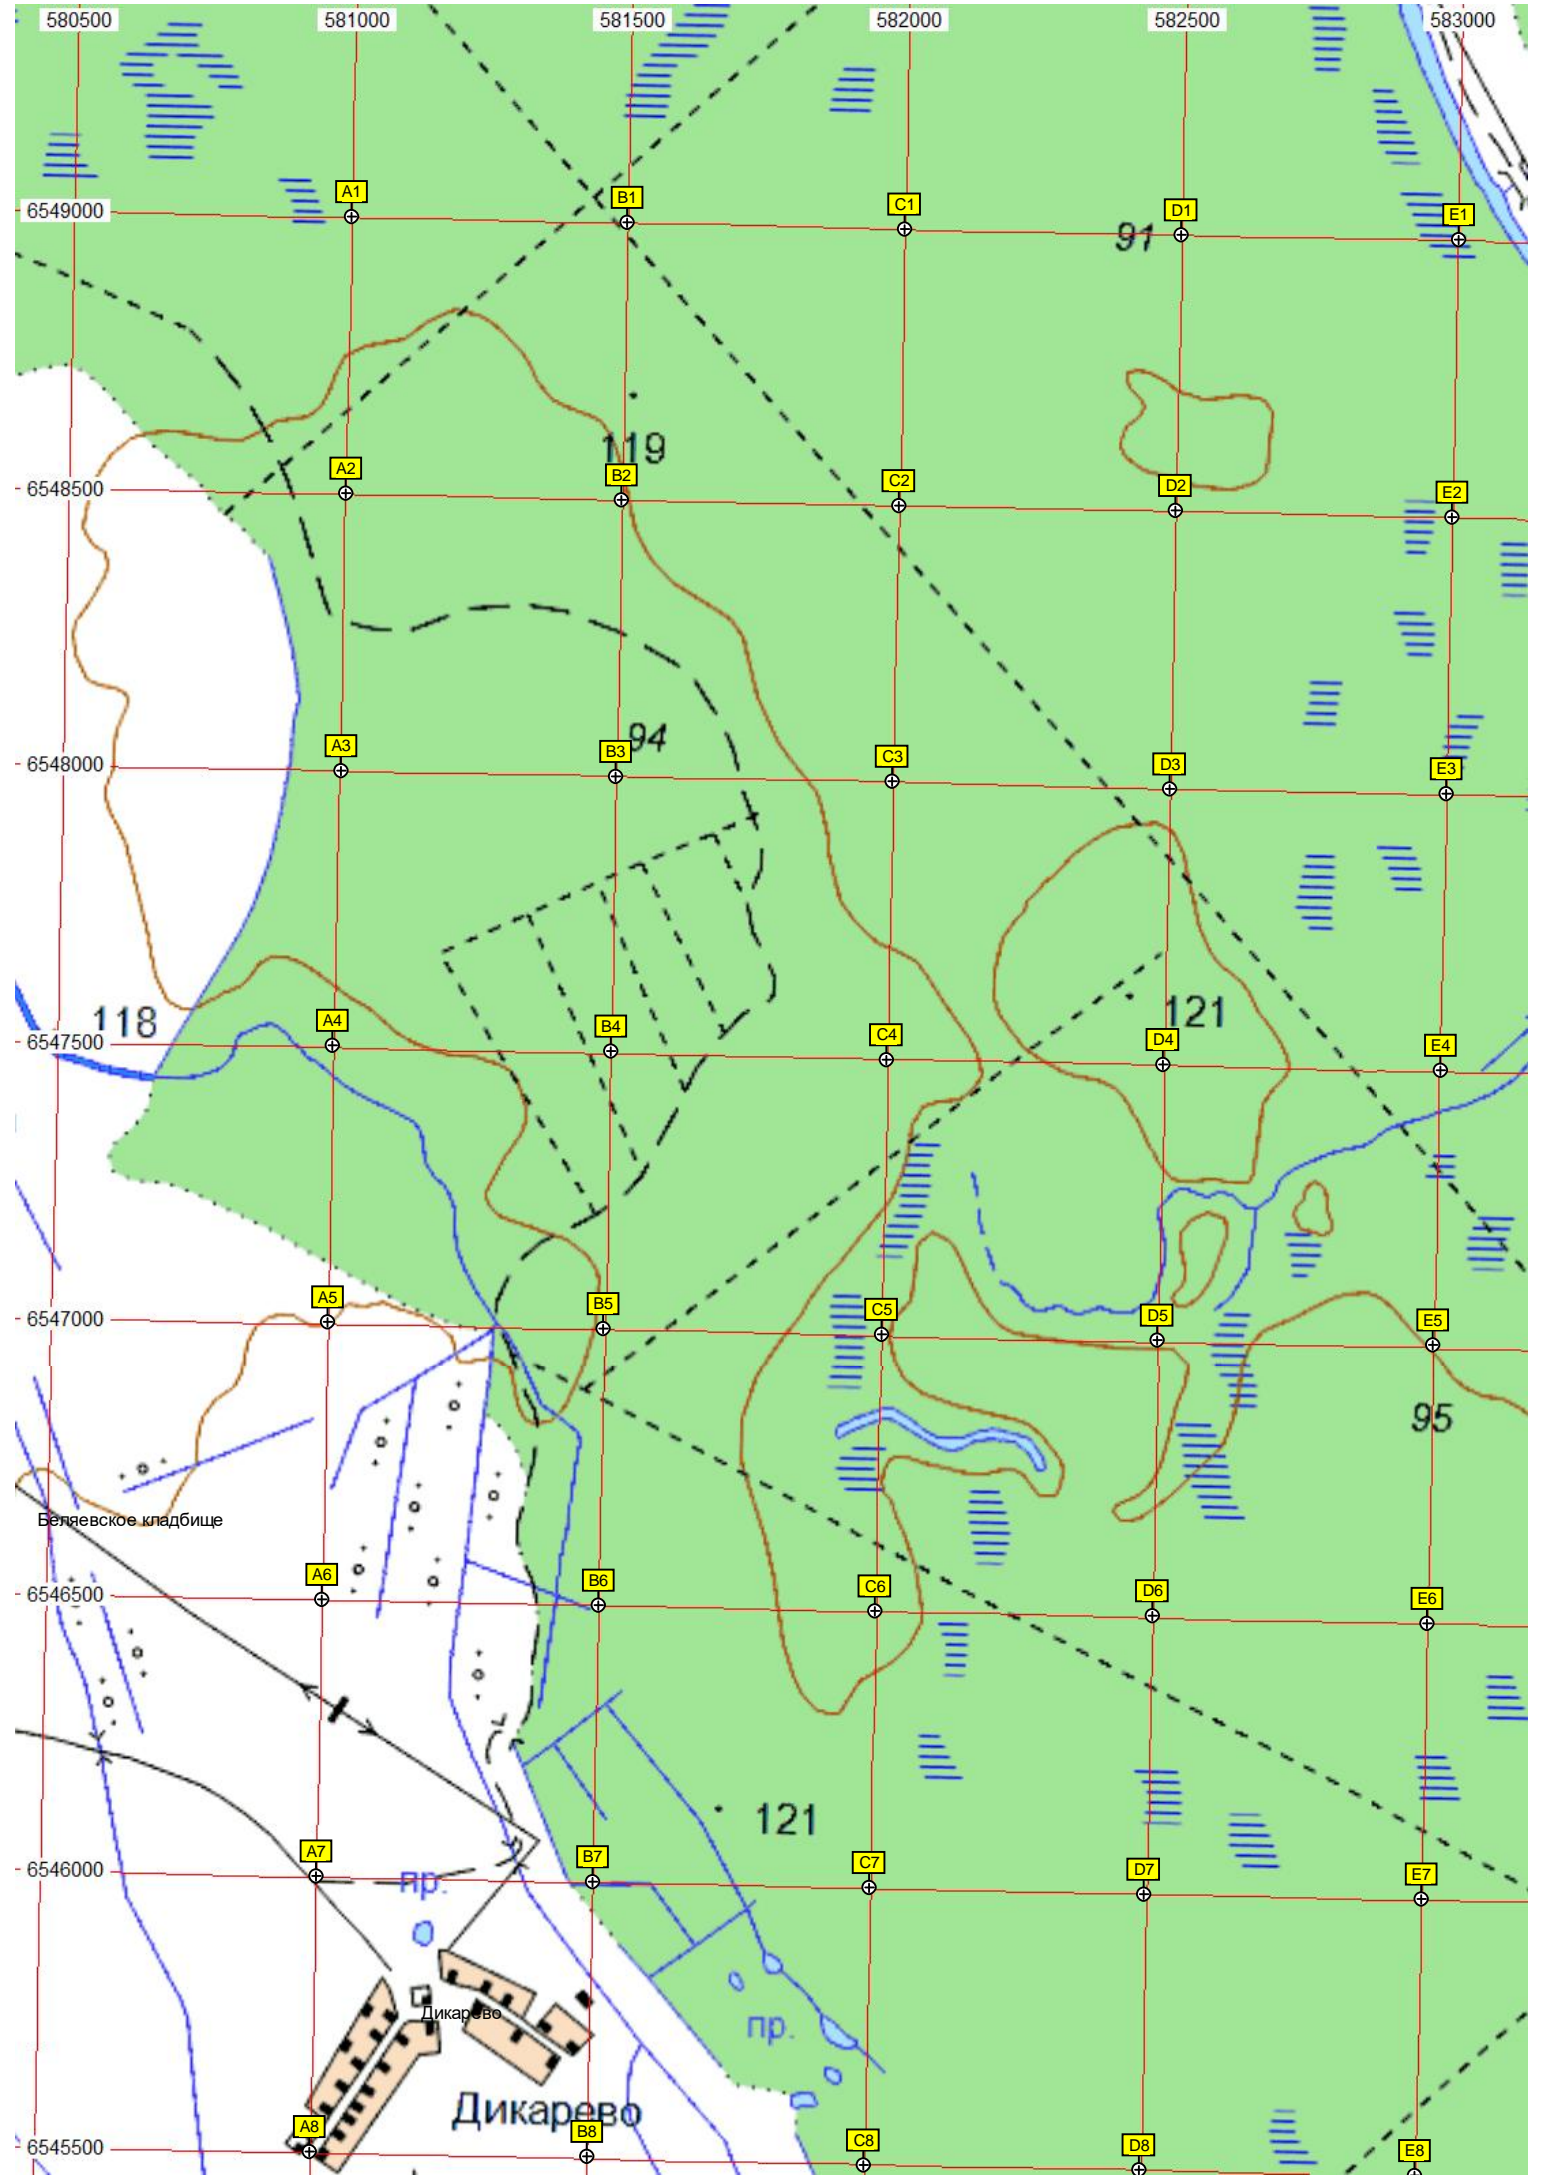 580500 581000 581500 582000 582500 583000
A1 B1 C1 D1 E1
6549000
91
119
A2 B2 C2 D2 E2
6548500
94
A3 B3 C3 D3 E3
6548000
118 121
A4 B4 C4 D4 E4
6547500
A5 B5 C5 D5 E5
6547000
95
Беляевское кладбище
A6 B6 C6 D6 E6
6546500
121
A7 B7 C7 D7 E7
6546000
пр.
Дикарево
пр.
Дикарево
A8 B8 C8 D8 E8
6545500